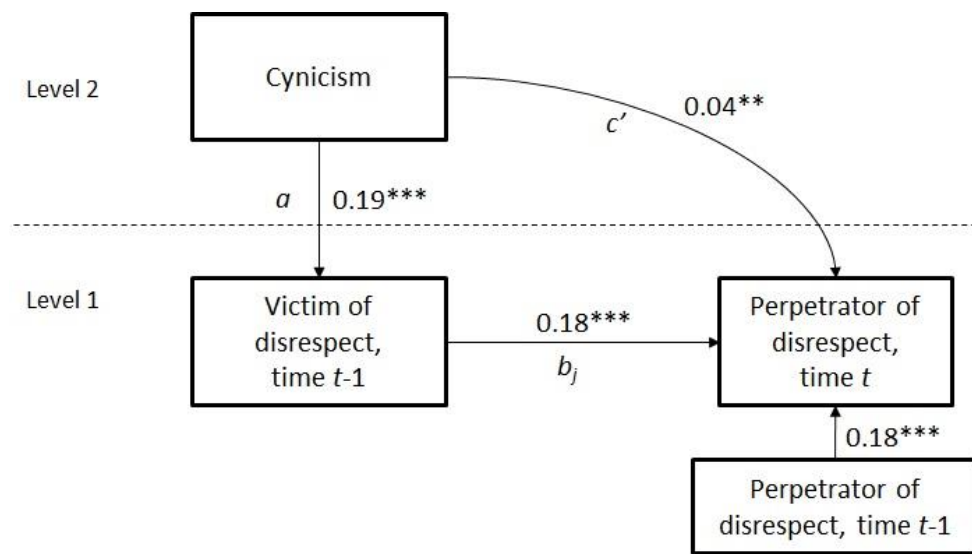 Level 2
Cynicism
0.04**
c’
a
0.19***
Level 1
Victim of
disrespect,
time t-1
0.18***
bj
Perpetrator of
disrespect,
time t
0.18***
Perpetrator of
disrespect, time t-1